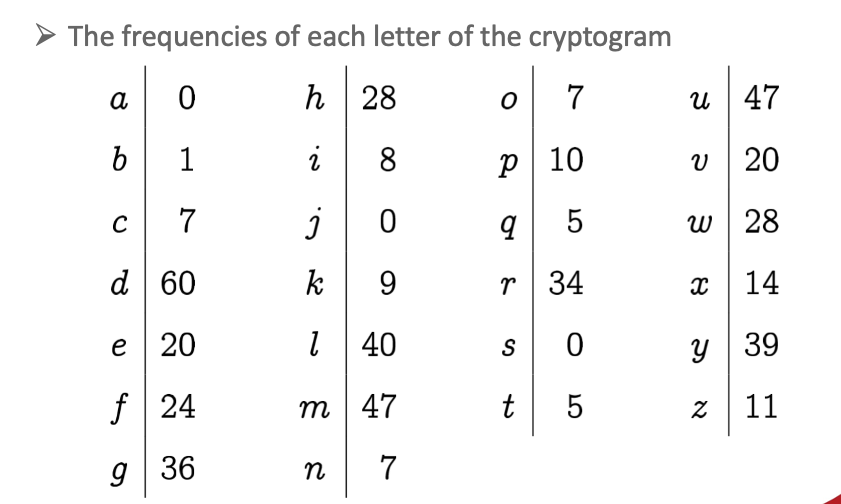 ➢ The frequencies of each letter of the cryptogram
a 0 h 28 o 7 u 47
b 1 i 8 p 10 v 20
c 7 j 0 q 5 w 28
d 60 k 9 r 34 x 14
e 20 l 40 s 0 y 39
f 24 m 47 t 5 z 11
g 36 n 7